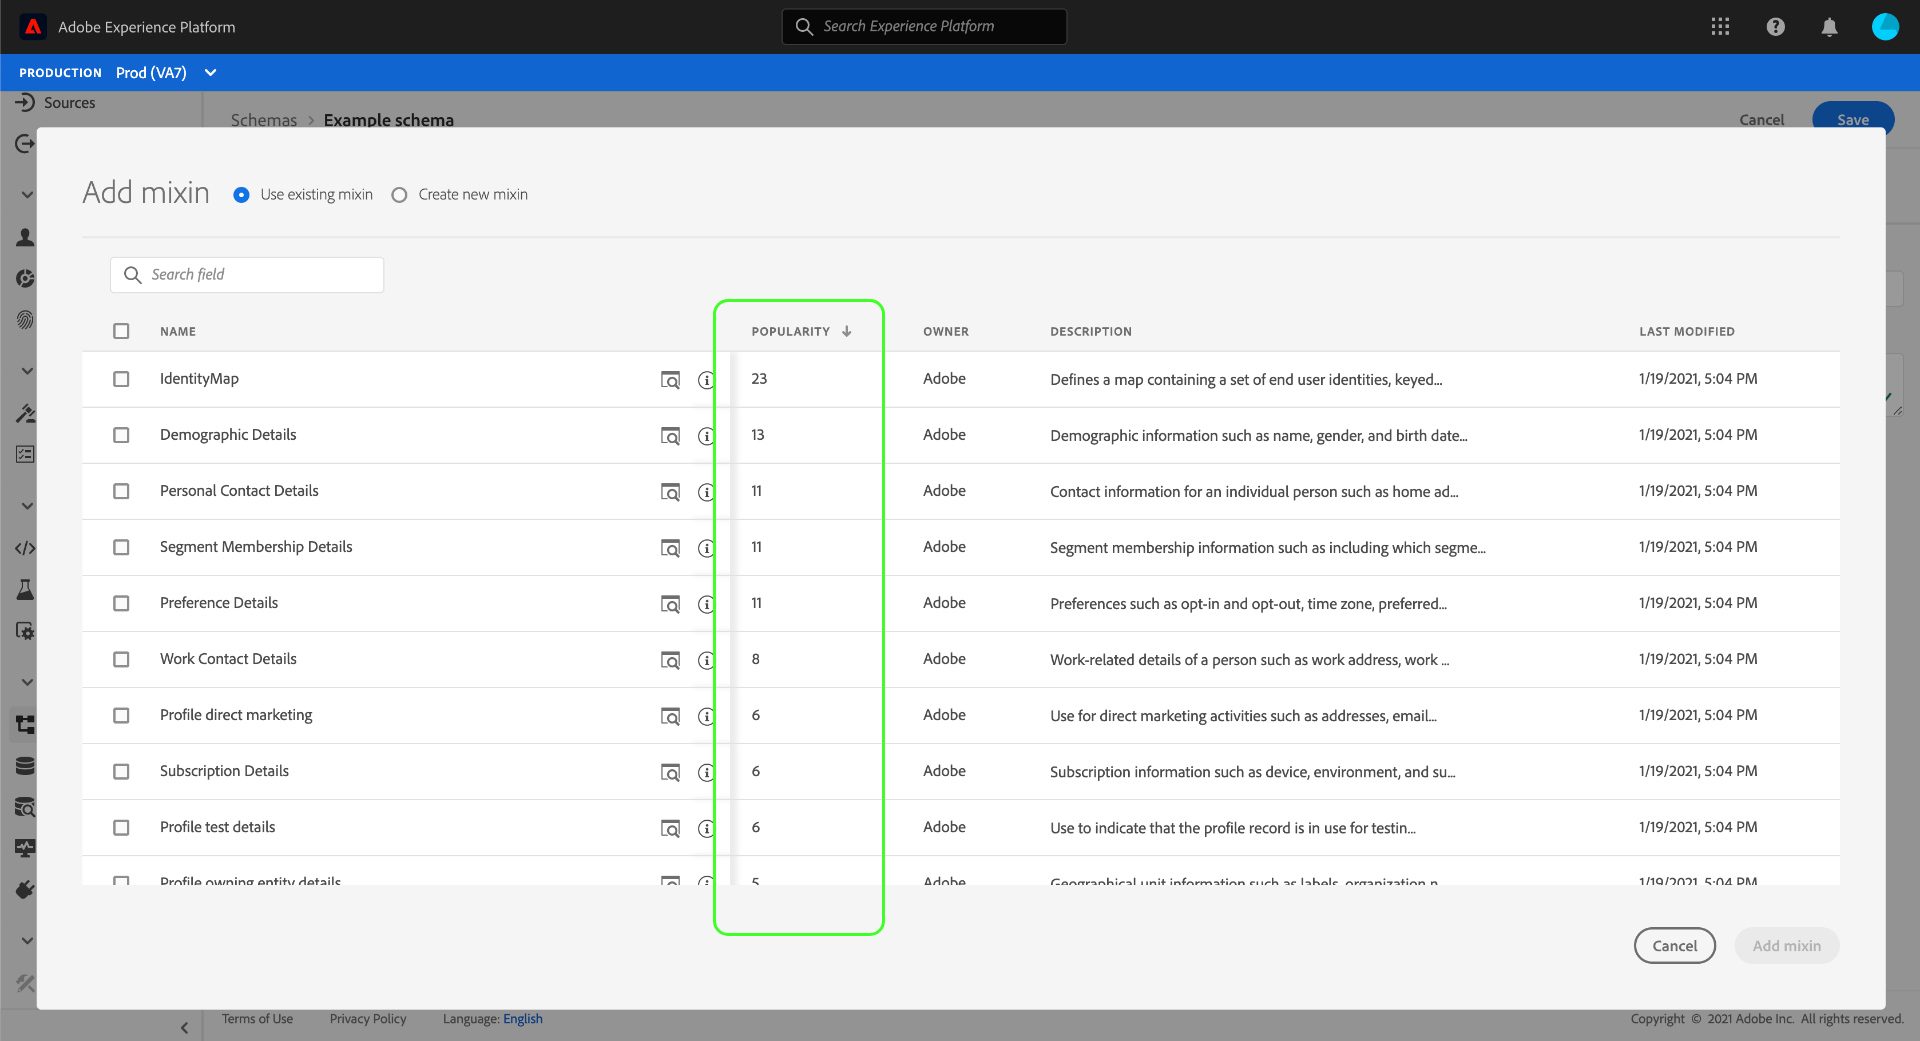 Adobe Experience Platform
Search Experience Platform
PRODUCTION Prod (VA7)
Sources
Schemas > Example schema
Cancel
Save
Add mixin
Use existing mixin
Create new mixin
Search field
NAME POPULARITY ↓ OWNER DESCRIPTION LAST MODIFIED
IdentityMap 23 Adobe Defines a map containing a set of end user identities, keyed... 1/19/2021, 5:04 PM
Demographic Details 13 Adobe Demographic information such as name, gender, and birth date... 1/19/2021, 5:04 PM
Personal Contact Details 11 Adobe Contact information for an individual person such as home ad... 1/19/2021, 5:04 PM
Segment Membership Details 11 Adobe Segment membership information such as including which segme... 1/19/2021, 5:04 PM
Preference Details 11 Adobe Preferences such as opt-in and opt-out, time zone, preferred... 1/19/2021, 5:04 PM
Work Contact Details 8 Adobe Work-related details of a person such as work address, work ... 1/19/2021, 5:04 PM
Profile direct marketing 6 Adobe Use for direct marketing activities such as addresses, email... 1/19/2021, 5:04 PM
Subscription Details 6 Adobe Subscription information such as device, environment, and su... 1/19/2021, 5:04 PM
Profile test details 6 Adobe Use to indicate that the profile record is in use for testin... 1/19/2021, 5:04 PM
Profile owning entity details 5 Adobe Geographical unit information such as labels, organization n... 1/19/2021, 5:04 PM
Cancel
Add mixin
Terms of Use Privacy Policy Language: English
Copyright © 2021 Adobe Inc. All rights reserved.